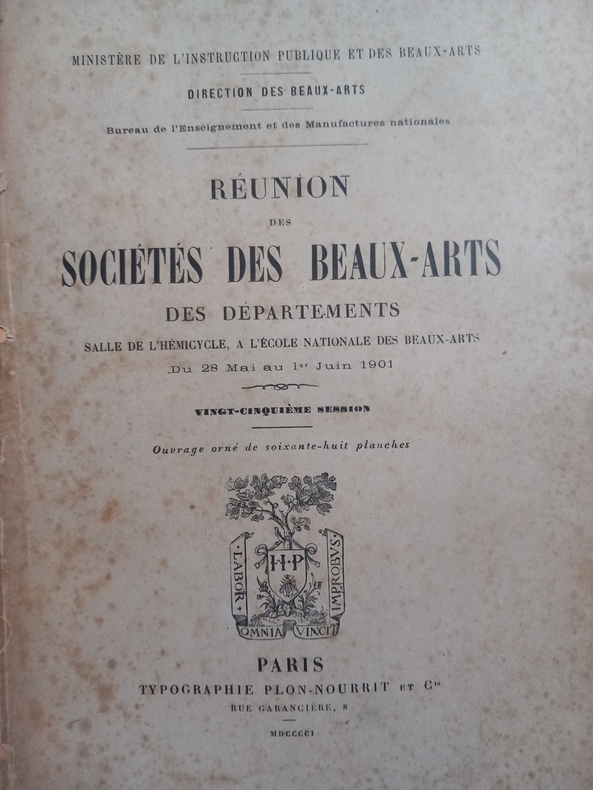 MINISTÈRE DE L'INSTRUCTION PUBLIQUE ET DES BEAUX-ARTS
DIRECTION DES BEAUX-ARTS
Bureau de l'Enseignement et des Manufactures nationales
RÉUNION
DES
SOCIÉTÉS DES BEAUX-ARTS
DES DÉPARTEMENTS
SALLE DE L'HÉMICYCLE, A L'ÉCOLE NATIONALE DES BEAUX-ARTS
Du 28 Mai au 1er Juin 1901
VINGT-CINQUIÈME SESSION
Ouvrage orné de soixante-huit planches
H·P
·LABOR·
OMNIA VINCIT
IMPROBVS·
PARIS
TYPOGRAPHIE PLON-NOURRIT ET Cie
RUE GARANCIÈRE, 8
MDCCCCI